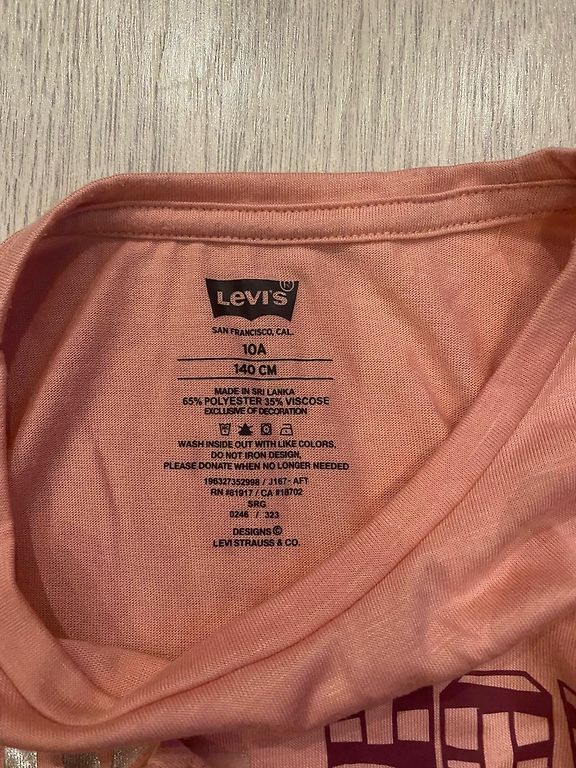 Levi's
SAN FRANCISCO, CAL.
10A
140 CM
MADE IN SRI LANKA
65% POLYESTER 35% VISCOSE
EXCLUSIVE OF DECORATION
WASH INSIDE OUT WITH LIKE COLORS.
DO NOT IRON DESIGN,
PLEASE DONATE WHEN NO LONGER NEEDED
196327352998 / J167- AFT
RN #81917 / CA #18702
SRG
0246 / 323
DESIGNS©
LEVI STRAUSS & CO.